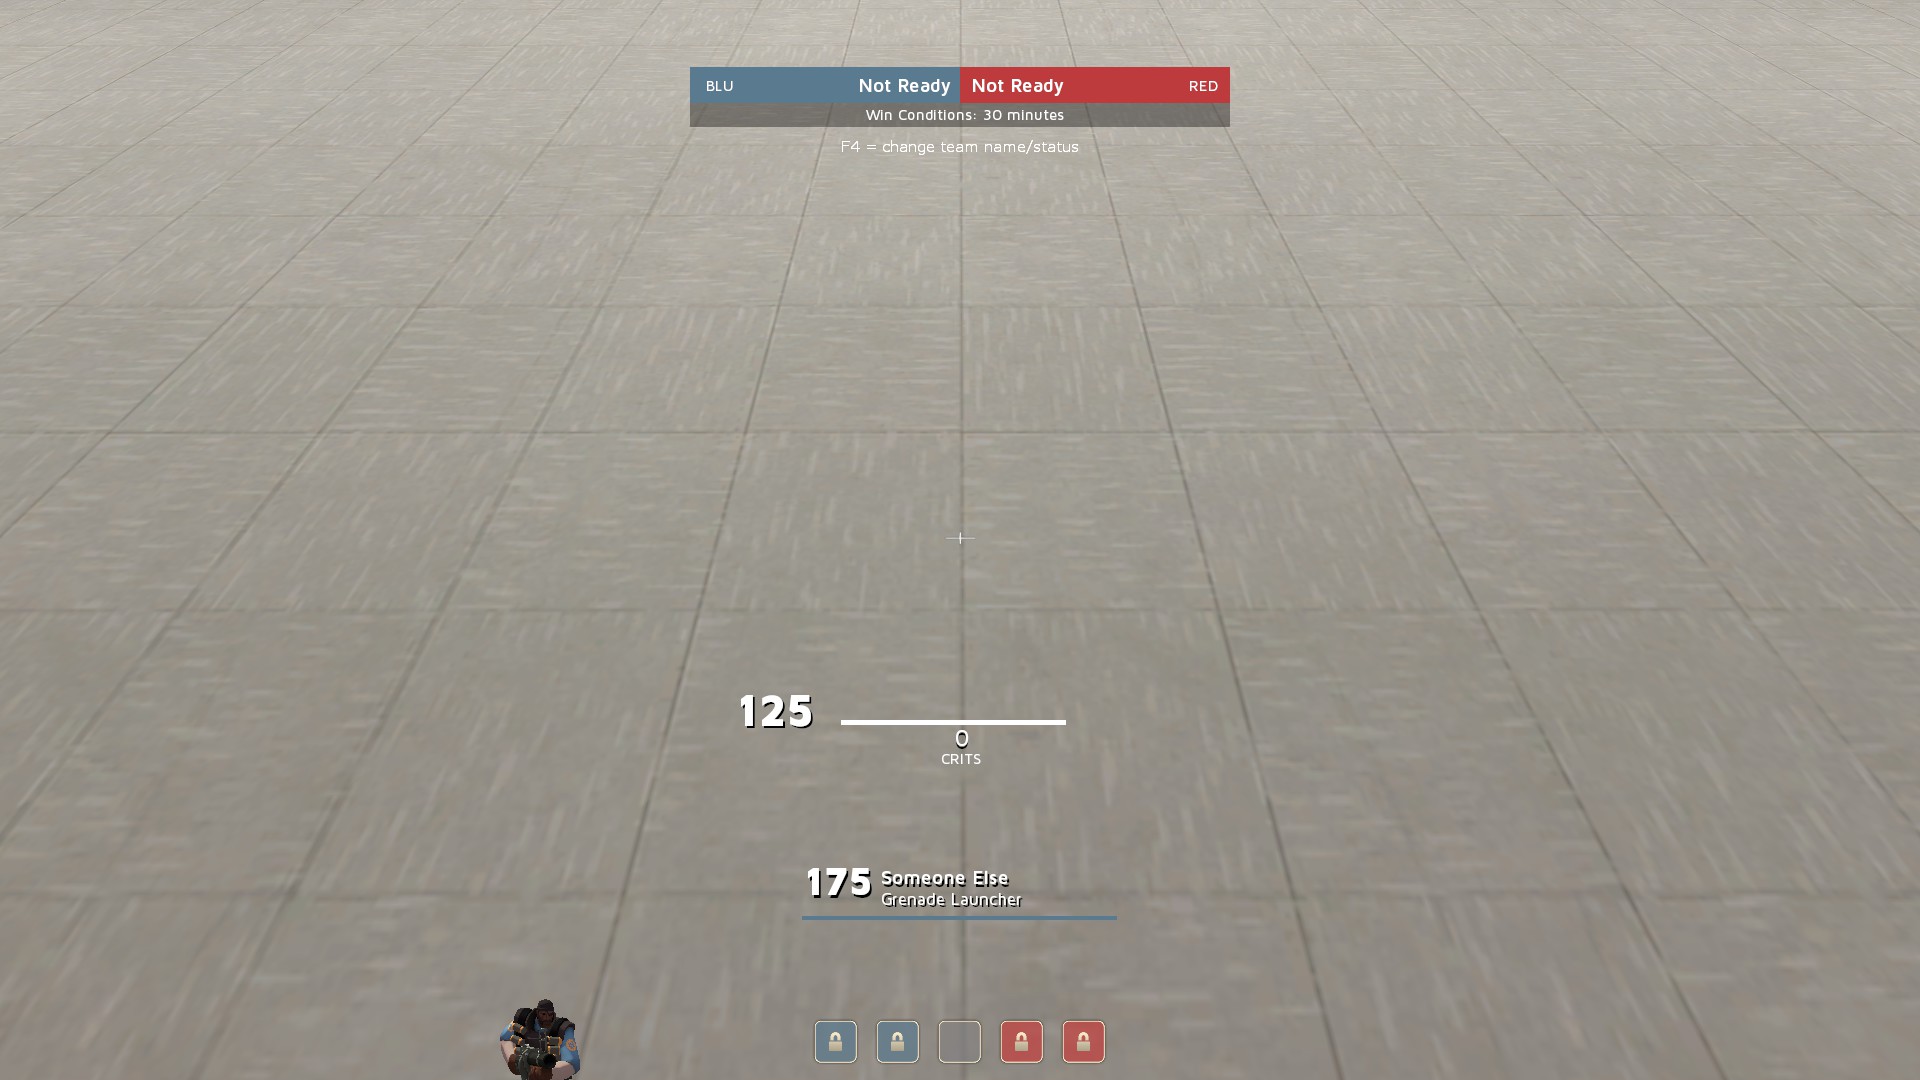 BLU Not Ready Not Ready RED
Win Conditions: 30 minutes
F4 = change team name/status
125
0
CRITS
175 Someone Else
Grenade Launcher